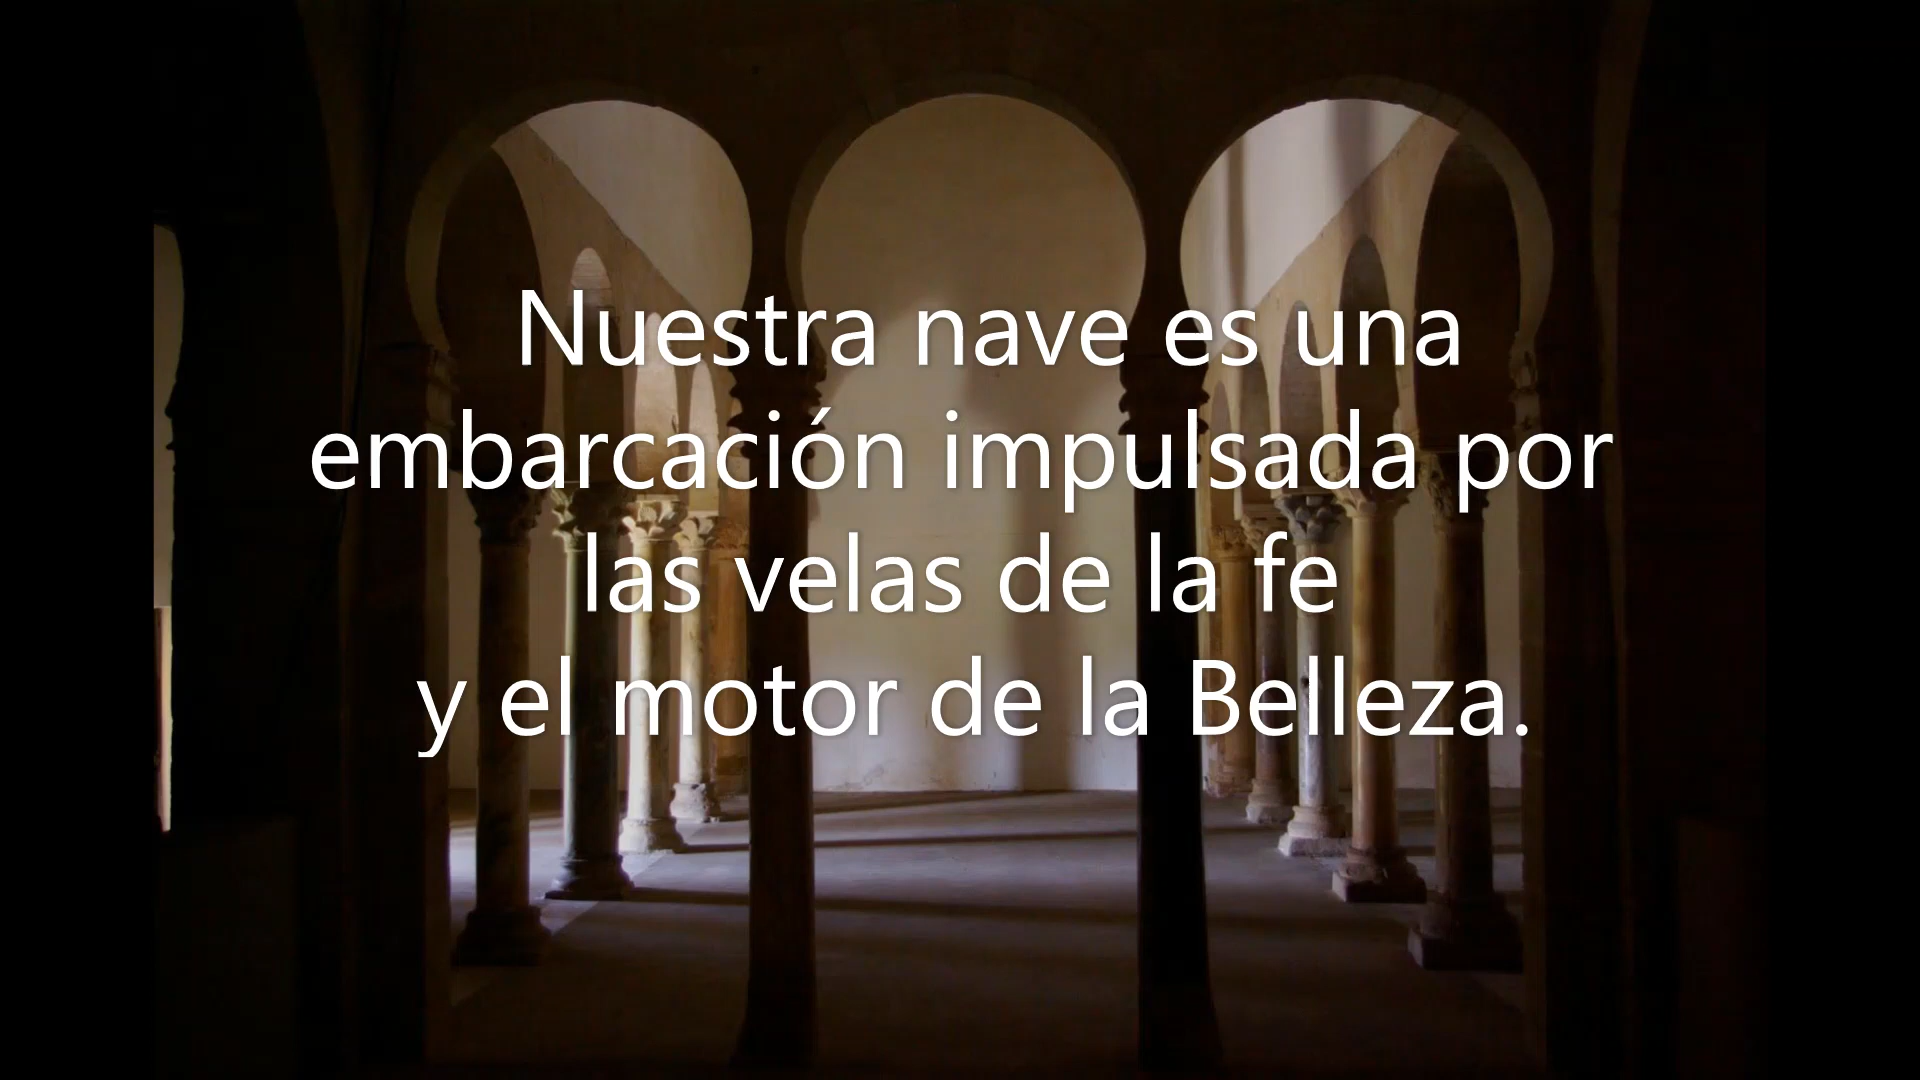 Nuestra nave es una
embarcación impulsada por
las velas de la fe
y el motor de la Belleza.